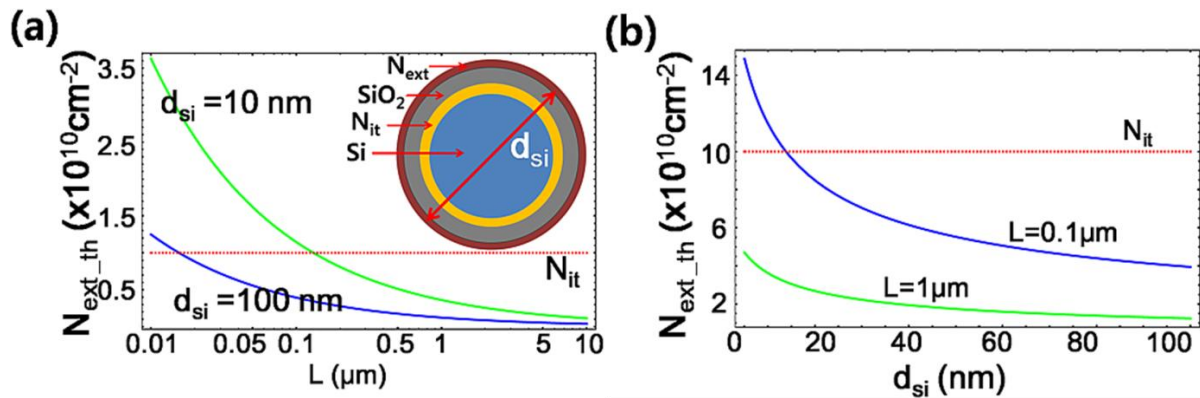 (a)
N_ext_th (x10^10cm^-2)
3.5
2.5
1.5
0.5
d_si =10 nm
d_si =100 nm
N_ext
SiO_2
N_it
Si
d_si
N_it
0.01 0.05 0.1 0.5 1 5 10
L (μm)
(b)
N_ext_th (x10^10cm^-2)
14
10
6
4
2
N_it
L=0.1μm
L=1μm
0 20 40 60 80 100
d_si (nm)